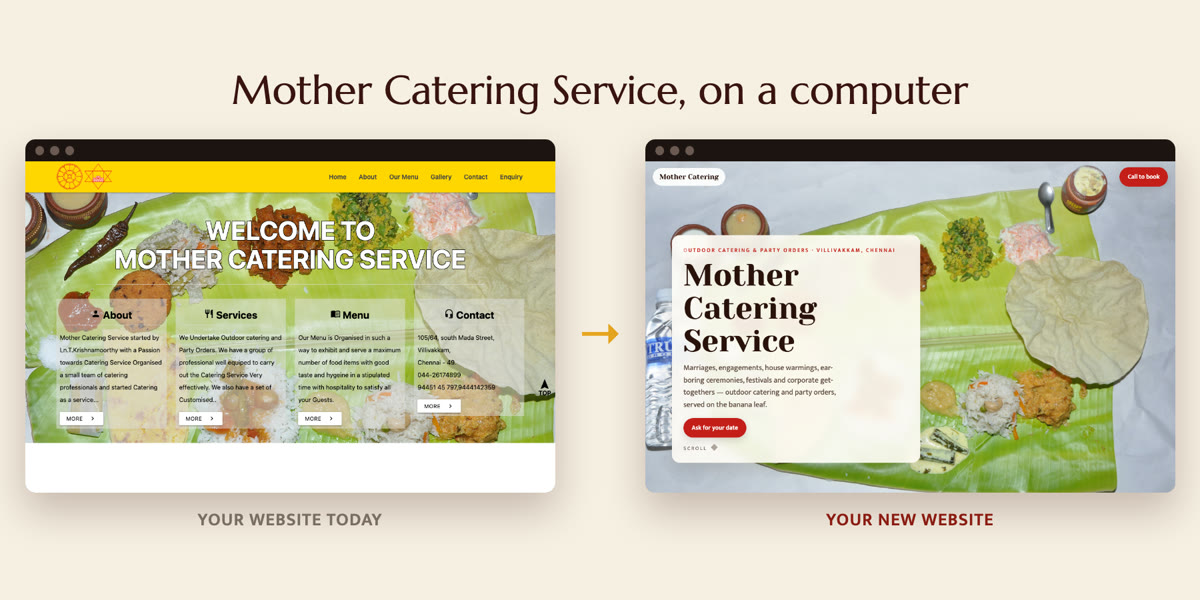 Mother Catering Service, on a computer
Home About Our Menu Gallery Contact Enquiry
WELCOME TO
MOTHER CATERING SERVICE
About
Mother Catering Service started by
Ln.T.Krishnamoorthy with a Passion
towards Catering Service Organised
a small team of catering
professionals and started Catering
as a service...
MORE >
Services
We Undertake Outdoor catering and
Party Orders. We have a group of
professional well equiped to carry
out the Catering Service Very
effectively. We also have a set of
Customised..
MORE >
Menu
Our Menu is Organised in such a
way to exhibit and serve a maximum
number of food items with good
taste and hygeine in a stipulated
time with hospitality to satisfy all
your Guests.
MORE >
Contact
105/64, south Mada Street,
Villivakkam,
Chennai - 49.
044-26174899
94451 45 797,9444142358
MORE >
TOP
YOUR WEBSITE TODAY
Mother Catering
Call to book
OUTDOOR CATERING & PARTY ORDERS · VILLIVAKKAM, CHENNAI
Mother
Catering
Service
Marriages, engagements, house warmings, ear-
boring ceremonies, festivals and corporate get-
togethers — outdoor catering and party orders,
served on the banana leaf.
Ask for your date
SCROLL
TRU
YOUR NEW WEBSITE